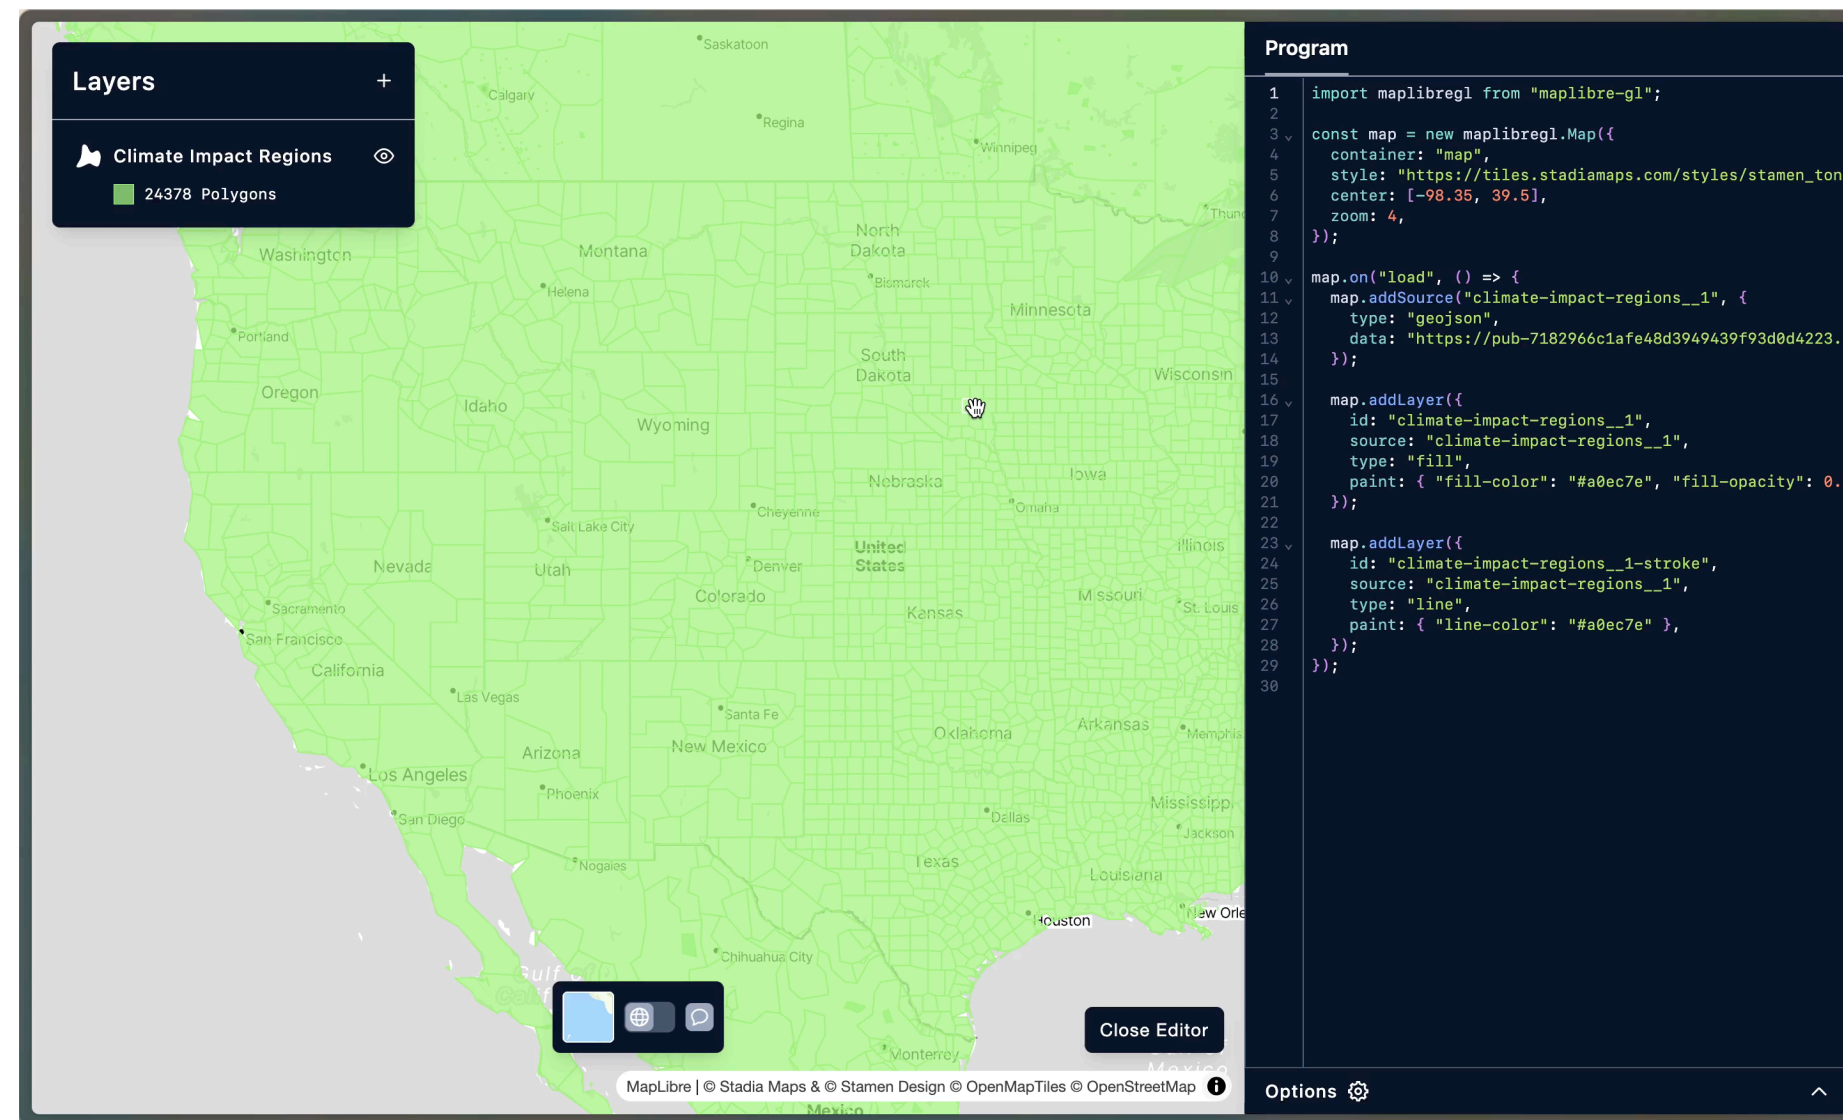 Layers +
Climate Impact Regions
24378 Polygons
Saskatoon
Calgary
Regina
Winnipeg
Thund
Washington
Montana
North
Dakota
Helena
Bismarck
Minnesota
Portland
South
Dakota
Wisconsin
Oregon
Idaho
Wyoming
Nebraska
Iowa
Cheyenne
Omaha
Salt Lake City
United
States
Illinois
Nevada
Utah
Denver
Colorado
Kansas
Missouri
St. Louis
Sacramento
San Francisco
California
Las Vegas
Santa Fe
Arkansas
Oklahoma
Memphis
New Mexico
Arizona
Los Angeles
Phoenix
Mississippi
San Diego
Dallas
Jackson
Nogales
Texas
Louisiana
Houston
New Orle
Chihuahua City
Gulf of
Monterrey
Mexico
Mexico
Close Editor
MapLibre | © Stadia Maps & © Stamen Design © OpenMapTiles © OpenStreetMap
Program
1 import maplibregl from "maplibre-gl";
2
3 const map = new maplibregl.Map({
4 container: "map",
5 style: "https://tiles.stadiamaps.com/styles/stamen_ton
6 center: [-98.35, 39.5],
7 zoom: 4,
8 });
9
10 map.on("load", () => {
11 map.addSource("climate-impact-regions__1", {
12 type: "geojson",
13 data: "https://pub-7182966c1afe48d3949439f93d0d4223.
14 });
15
16 map.addLayer({
17 id: "climate-impact-regions__1",
18 source: "climate-impact-regions__1",
19 type: "fill",
20 paint: { "fill-color": "#a0ec7e", "fill-opacity": 0.
21 });
22
23 map.addLayer({
24 id: "climate-impact-regions__1-stroke",
25 source: "climate-impact-regions__1",
26 type: "line",
27 paint: { "line-color": "#a0ec7e" },
28 });
29 });
30
Options